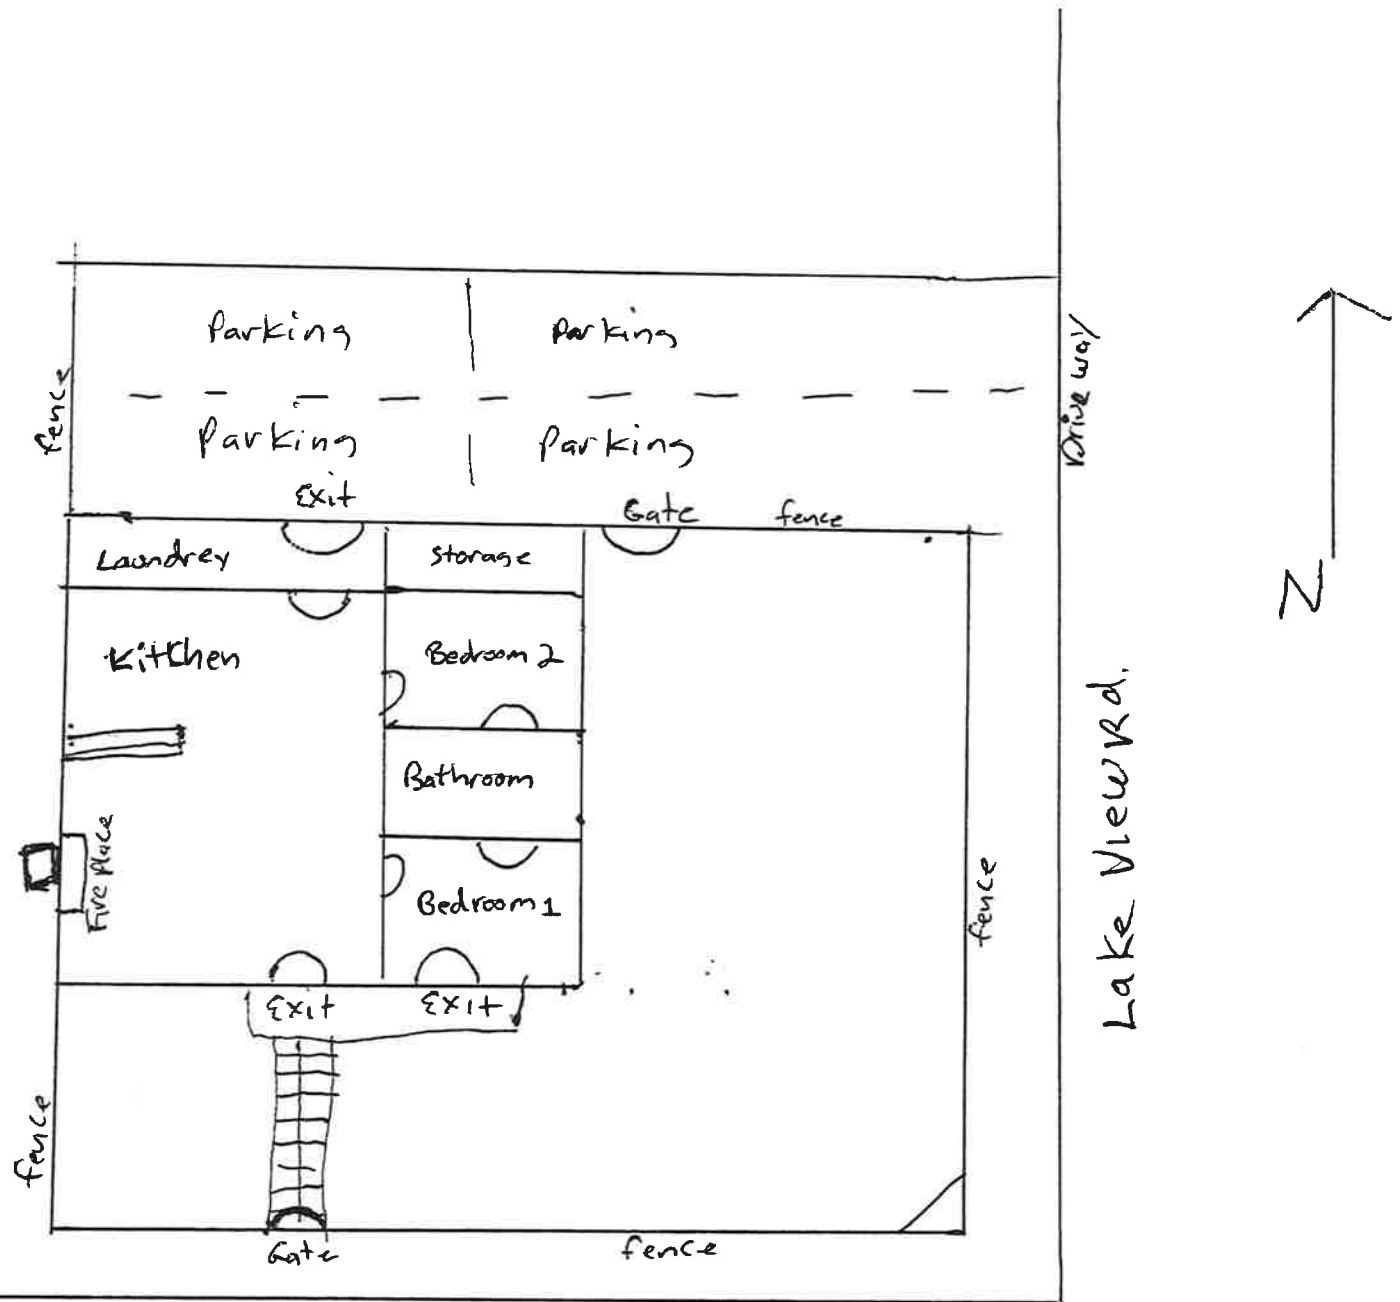 Parking
Parking
Parking
Parking
fence
Drive way
Exit
Gate
fence
Laundrey
Storage
Kitchen
Bedroom 2
Bathroom
Fire place
Bedroom 1
Exit
Exit
fence
fence
Gate
fence
N
Lake View Rd.